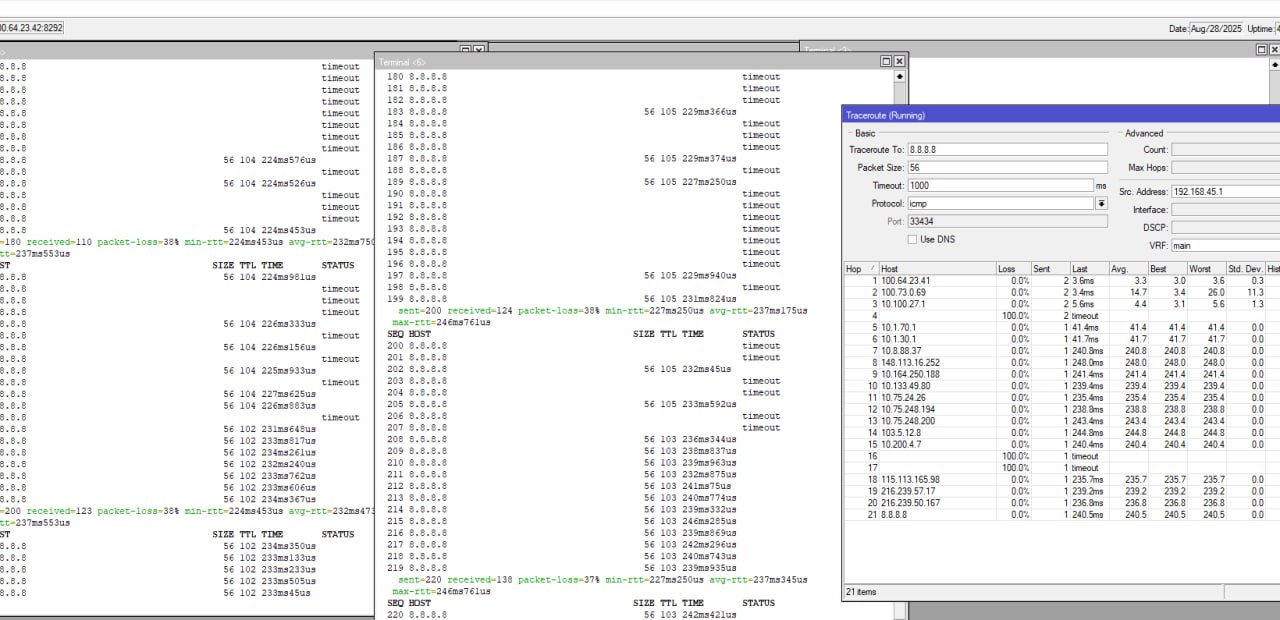 00.64.23.42:8292
Date: Aug/28/2025 Uptime: 4
8.8.8 timeout
8.8.8 timeout
8.8.8 timeout
8.8.8 timeout
8.8.8 timeout
8.8.8 timeout
8.8.8 timeout
8.8.8 timeout
8.8.8 56 104 224ms576us
8.8.8 timeout
8.8.8 56 104 224ms526us
8.8.8 timeout
8.8.8 timeout
8.8.8 timeout
8.8.8 56 104 224ms453us
=180 received=110 packet-loss=38% min-rtt=224ms453us avg-rtt=232ms750
tt=237ms553us
ST SIZE TTL TIME STATUS
8.8.8 56 104 224ms981us
8.8.8 timeout
8.8.8 timeout
8.8.8 timeout
8.8.8 56 104 226ms333us
8.8.8 timeout
8.8.8 56 104 226ms156us
8.8.8 timeout
8.8.8 56 104 225ms933us
8.8.8 timeout
8.8.8 56 104 227ms625us
8.8.8 56 104 226ms883us
8.8.8 timeout
8.8.8 56 102 231ms648us
8.8.8 56 102 233ms817us
8.8.8 56 102 234ms261us
8.8.8 56 102 232ms240us
8.8.8 56 102 233ms762us
8.8.8 56 102 233ms606us
8.8.8 56 102 234ms367us
=200 received=123 packet-loss=38% min-rtt=224ms453us avg-rtt=232ms473
tt=237ms553us
ST SIZE TTL TIME STATUS
8.8.8 56 102 234ms350us
8.8.8 56 102 233ms133us
8.8.8 56 102 233ms233us
8.8.8 56 102 233ms505us
8.8.8 56 102 233ms45us
Terminal <6>
180 8.8.8.8 timeout
181 8.8.8.8 timeout
182 8.8.8.8 timeout
183 8.8.8.8 56 105 229ms366us
184 8.8.8.8 timeout
185 8.8.8.8 timeout
186 8.8.8.8 timeout
187 8.8.8.8 56 105 229ms374us
188 8.8.8.8 timeout
189 8.8.8.8 56 105 227ms250us
190 8.8.8.8 timeout
191 8.8.8.8 timeout
192 8.8.8.8 timeout
193 8.8.8.8 timeout
194 8.8.8.8 timeout
195 8.8.8.8 timeout
196 8.8.8.8 timeout
197 8.8.8.8 56 105 229ms940us
198 8.8.8.8 timeout
199 8.8.8.8 56 105 231ms824us
sent=200 received=124 packet-loss=38% min-rtt=227ms250us avg-rtt=237ms175us
max-rtt=246ms761us
SEQ HOST SIZE TTL TIME STATUS
200 8.8.8.8 timeout
201 8.8.8.8 timeout
202 8.8.8.8 56 105 232ms45us
203 8.8.8.8 timeout
204 8.8.8.8 timeout
205 8.8.8.8 56 105 233ms592us
206 8.8.8.8 timeout
207 8.8.8.8 timeout
208 8.8.8.8 56 103 236ms344us
209 8.8.8.8 56 103 238ms837us
210 8.8.8.8 56 103 239ms963us
211 8.8.8.8 56 103 232ms875us
212 8.8.8.8 56 103 241ms75us
213 8.8.8.8 56 103 240ms774us
214 8.8.8.8 56 103 239ms332us
215 8.8.8.8 56 103 246ms285us
216 8.8.8.8 56 103 239ms869us
217 8.8.8.8 56 103 242ms296us
218 8.8.8.8 56 103 240ms743us
219 8.8.8.8 56 103 239ms935us
sent=220 received=138 packet-loss=37% min-rtt=227ms250us avg-rtt=237ms345us
max-rtt=246ms761us
SEQ HOST SIZE TTL TIME STATUS
220 8.8.8.8 56 103 242ms421us
Traceroute (Running)
Basic
Traceroute To: 8.8.8.8
Packet Size: 56
Timeout: 1000 ms
Protocol: icmp
Port: 33434
Use DNS
Advanced
Count:
Max Hops:
Src. Address: 192.168.45.1
Interface:
DSCP:
VRF: main
Hop Host Loss Sent Last Avg. Best Worst Std. Dev. Hist
1 100.64.23.41 0.0% 2 3.6ms 3.3 3.0 3.6 0.3
2 100.73.0.69 0.0% 2 3.4ms 14.7 3.4 26.0 11.3
3 10.100.27.1 0.0% 2 5.6ms 4.4 3.1 5.6 1.3
4 100.0% 2 timeout
5 10.1.70.1 0.0% 1 41.4ms 41.4 41.4 41.4 0.0
6 10.1.30.1 0.0% 1 41.7ms 41.7 41.7 41.7 0.0
7 10.8.88.37 0.0% 1 240.8ms 240.8 240.8 240.8 0.0
8 148.113.16.252 0.0% 1 248.0ms 248.0 248.0 248.0 0.0
9 10.164.250.188 0.0% 1 241.4ms 241.4 241.4 241.4 0.0
10 10.133.49.80 0.0% 1 239.4ms 239.4 239.4 239.4 0.0
11 10.75.24.26 0.0% 1 235.4ms 235.4 235.4 235.4 0.0
12 10.75.248.194 0.0% 1 238.8ms 238.8 238.8 238.8 0.0
13 10.75.248.200 0.0% 1 243.4ms 243.4 243.4 243.4 0.0
14 103.5.12.8 0.0% 1 244.8ms 244.8 244.8 244.8 0.0
15 10.200.4.7 0.0% 1 240.4ms 240.4 240.4 240.4 0.0
16 100.0% 1 timeout
17 100.0% 1 timeout
18 115.113.165.98 0.0% 1 235.7ms 235.7 235.7 235.7 0.0
19 216.239.57.17 0.0% 1 239.2ms 239.2 239.2 239.2 0.0
20 216.239.50.167 0.0% 1 236.8ms 236.8 236.8 236.8 0.0
21 8.8.8.8 0.0% 1 240.5ms 240.5 240.5 240.5 0.0
21 items